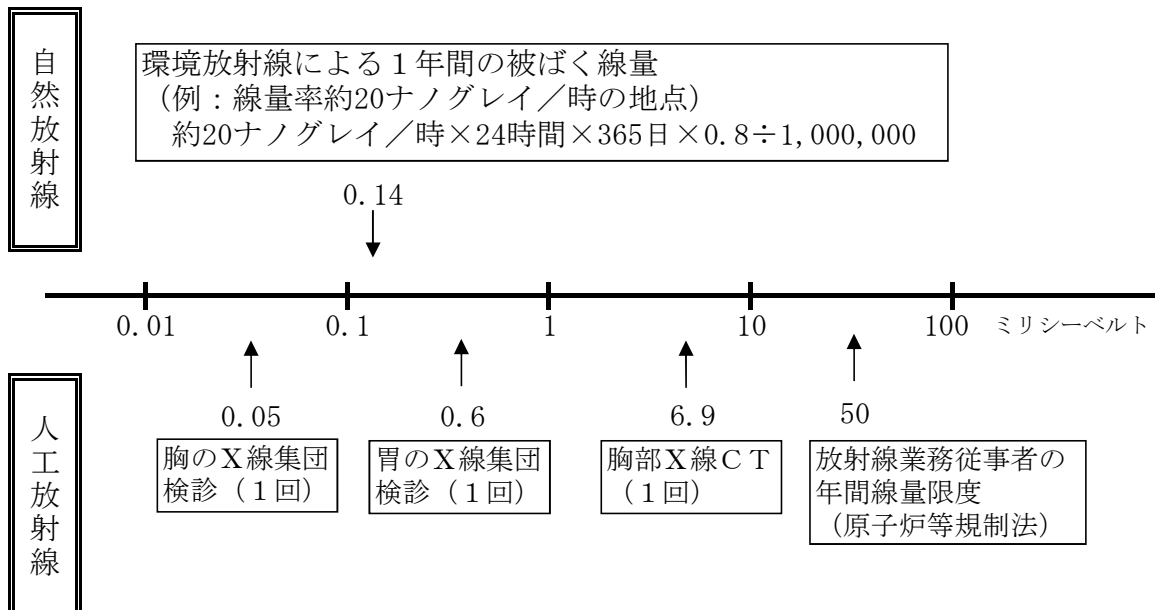 自然放射線
環境放射線による１年間の被ばく線量
（例：線量率約20ナノグレイ／時の地点）
約20ナノグレイ／時×24時間×365日×0.8÷1,000,000
0.14
0.01 0.1 1 10 100 ミリシーベルト
人工放射線
0.05
胸のＸ線集団
検診（１回）
0.6
胃のＸ線集団
検診（１回）
6.9
胸部Ｘ線ＣＴ
（１回）
50
放射線業務従事者の
年間線量限度
（原子炉等規制法）